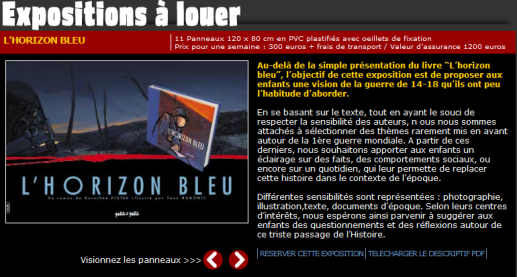 Expositions à louer
L'HORIZON BLEU
11 Panneaux 120 x 80 cm en PVC plastifiés avec oeillets de fixation
Prix pour une semaine : 300 euros + frais de transport / Valeur d'assurance 1200 euros
L'HORIZON BLEU
Un roman de Dorothée PIATEK illustré par Yann HAMONIC
petit à petit
Visionnez les panneaux >>>
Au-delà de la simple présentation du livre "L'horizon
bleu", l'objectif de cette exposition est de proposer aux
enfants une vision de la guerre de 14-18 qu'ils ont peu
l'habitude d'aborder.
En se basant sur le texte, tout en ayant le souci de
respecter la sensibilité des auteurs, n ous nous sommes
attachés à sélectionner des thèmes rarement mis en avant
autour de la 1ère guerre mondiale. A partir de ces
derniers, nous souhaitons apporter aux enfants un
éclairage sur des faits, des comportements sociaux, ou
encore sur un quotidien, qui leur permette de replacer
cette histoire dans le contexte de l'époque.
Différentes sensibilités sont représentées : photographie,
illustration,texte, documents d'époque. Selon leurs centres
d'intérêts, nous espérons ainsi parvenir à suggérer aux
enfants des questionnements et des réflexions autour de
ce triste passage de l'Histoire.
RESERVER CETTE EXPOSITION TELECHARGER LE DESCRIPTIF PDF